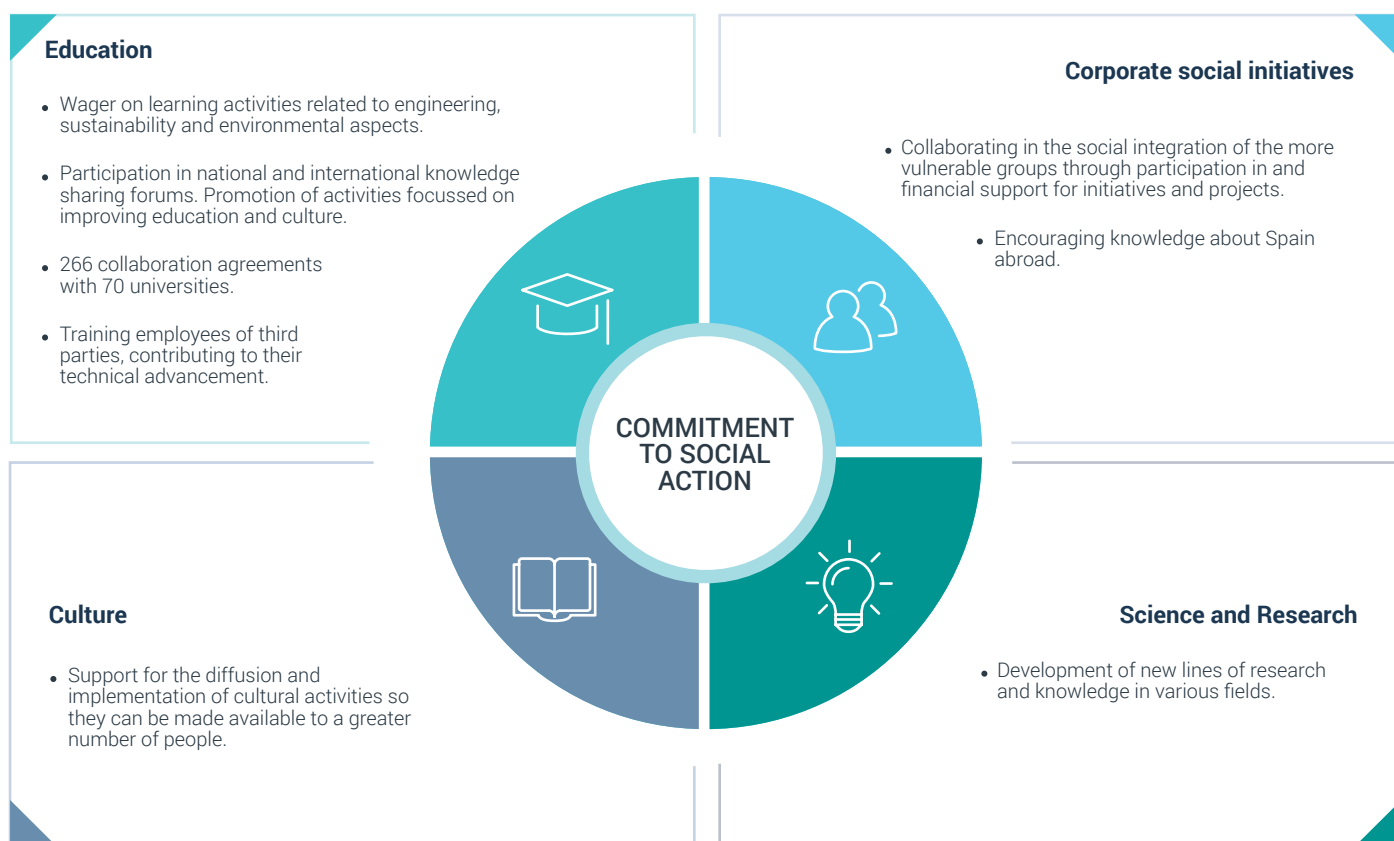 Education
• Wager on learning activities related to engineering,
sustainability and environmental aspects.
• Participation in national and international knowledge
sharing forums. Promotion of activities focussed on
improving education and culture.
• 266 collaboration agreements
with 70 universities.
• Training employees of third
parties, contributing to their
technical advancement.
Corporate social initiatives
• Collaborating in the social integration of the more
vulnerable groups through participation in and
financial support for initiatives and projects.
• Encouraging knowledge about Spain
abroad.
COMMITMENT
TO SOCIAL
ACTION
Culture
• Support for the diffusion and
implementation of cultural activities so
they can be made available to a greater
number of people.
Science and Research
• Development of new lines of research
and knowledge in various fields.